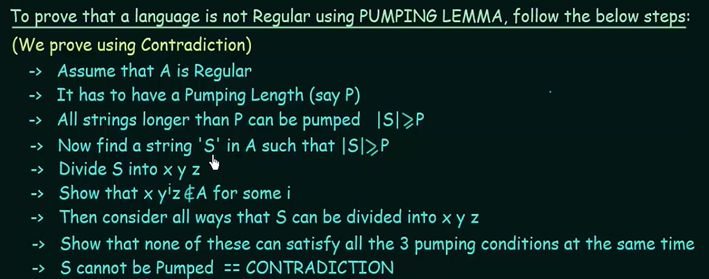 To prove that a language is not Regular using PUMPING LEMMA, follow the below steps:
(We prove using Contradiction)
-> Assume that A is Regular
-> It has to have a Pumping Length (say P)
-> All strings longer than P can be pumped |S|⩾P
-> Now find a string 'S' in A such that |S|⩾P
-> Divide S into x y z
-> Show that x yⁱz ∉ A for some i
-> Then consider all ways that S can be divided into x y z
-> Show that none of these can satisfy all the 3 pumping conditions at the same time
-> S cannot be Pumped == CONTRADICTION